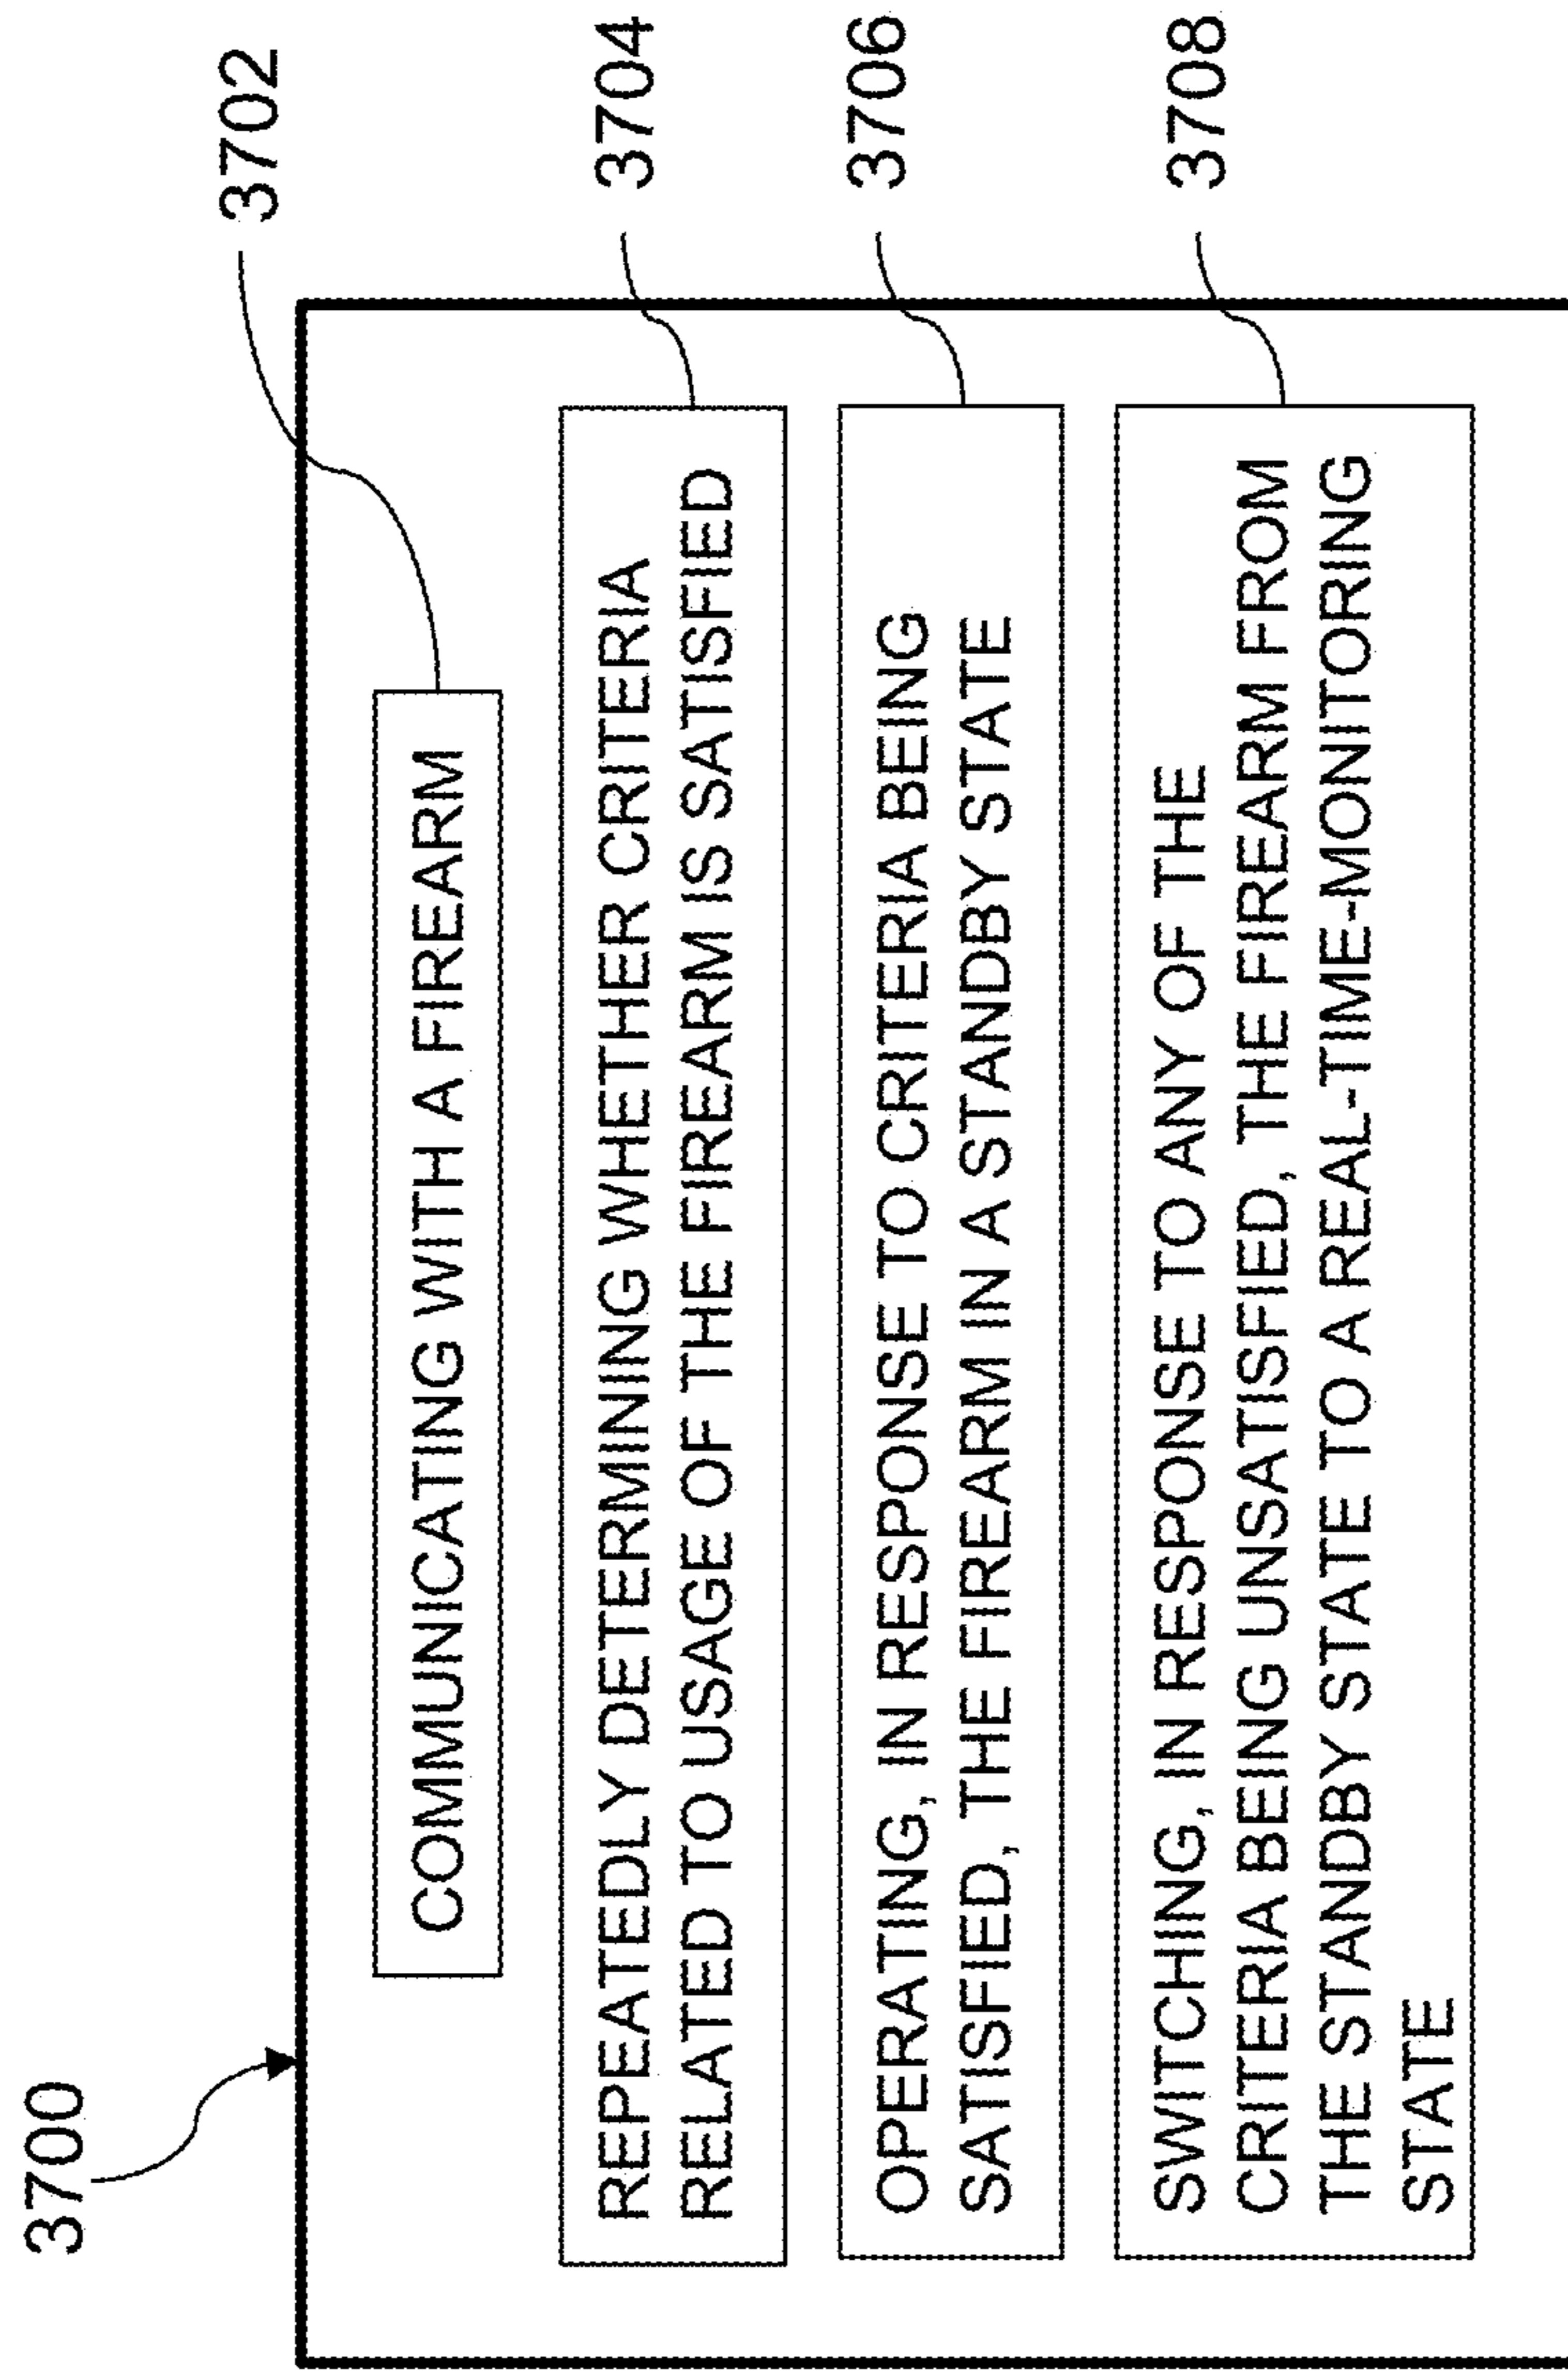 3700
3702
COMMUNICATING WITH A FIREARM
3704
REPEATEDLY DETERMINING WHETHER CRITERIA
RELATED TO USAGE OF THE FIREARM IS SATISFIED
3706
OPERATING, IN RESPONSE TO CRITERIA BEING
SATISFIED, THE FIREARM IN A STANDBY STATE
3708
SWITCHING, IN RESPONSE TO ANY OF THE
CRITERIA BEING UNSATISFIED, THE FIREARM FROM
THE STANDBY STATE TO A REAL-TIME-MONITORING
STATE